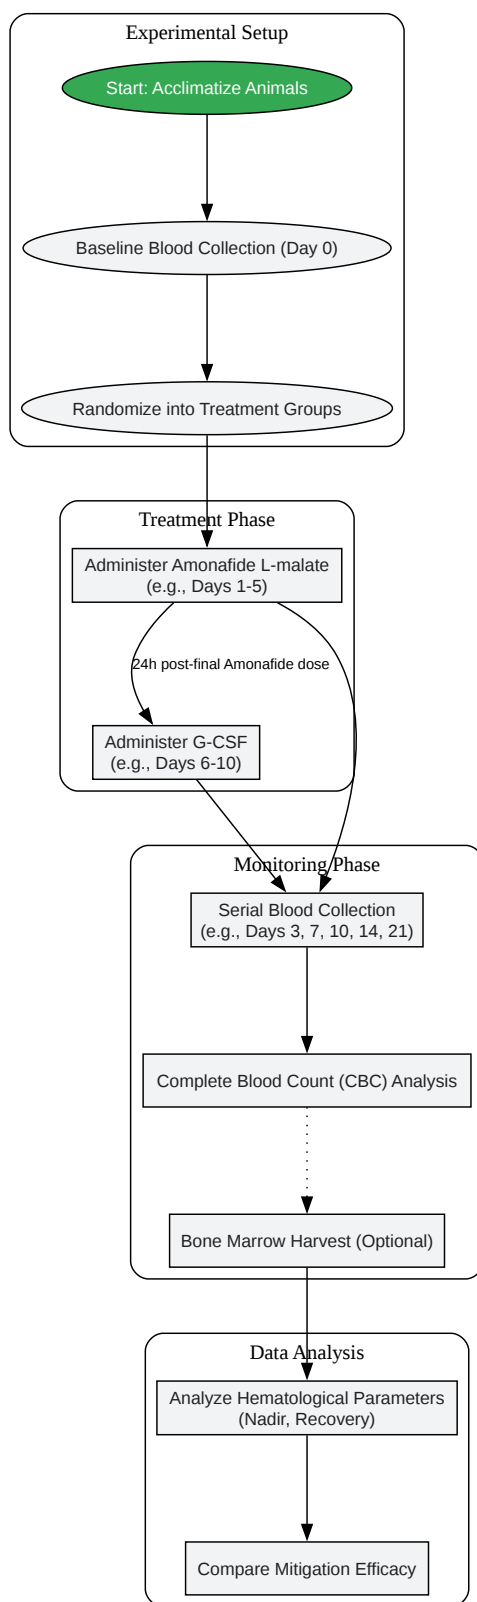 Experimental Setup
Start: Acclimatize Animals
Baseline Blood Collection (Day 0)
Randomize into Treatment Groups
Treatment Phase
Administer Amonafide L-malate
(e.g., Days 1-5)
24h post-final Amonafide dose
Administer G-CSF
(e.g., Days 6-10)
Monitoring Phase
Serial Blood Collection
(e.g., Days 3, 7, 10, 14, 21)
Complete Blood Count (CBC) Analysis
Bone Marrow Harvest (Optional)
Data Analysis
Analyze Hematological Parameters
(Nadir, Recovery)
Compare Mitigation Efficacy